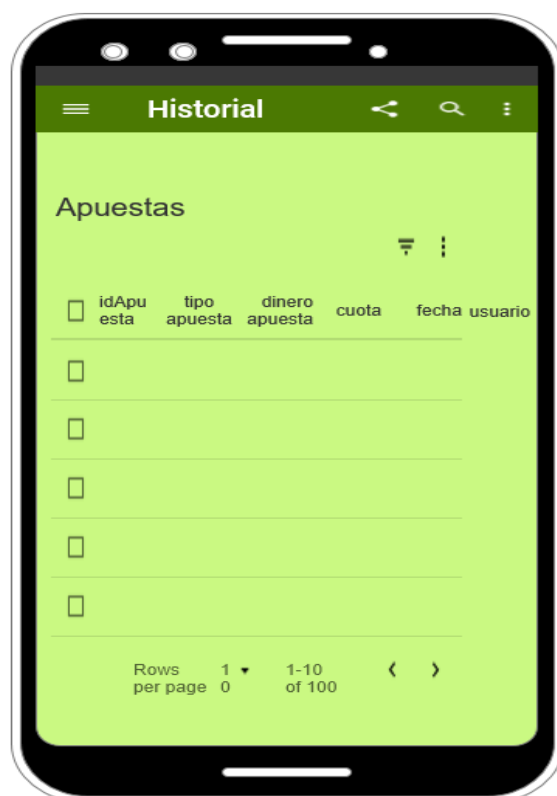 Historial
Apuestas
idApu tipo dinero cuota fecha usuario
esta apuesta apuesta
Rows 1 1-10
per page 0 of 100